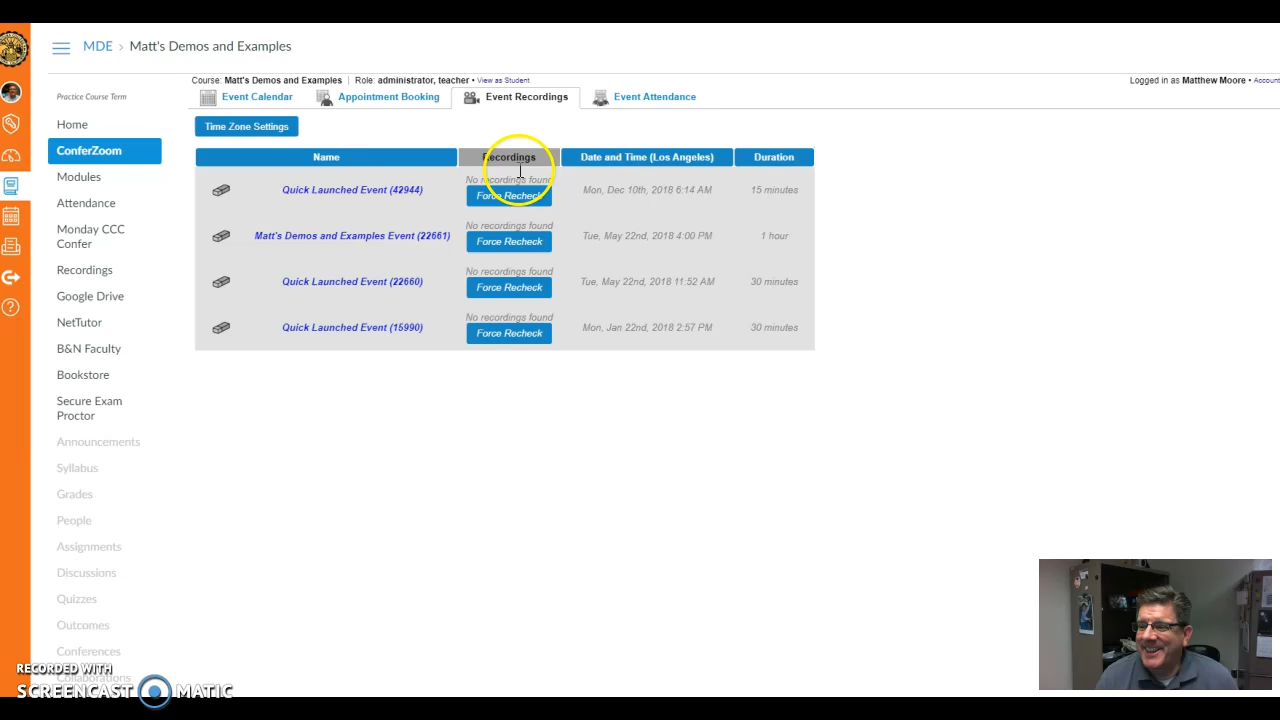 MDE › Matt's Demos and Examples
Course: Matt's Demos and Examples | Role: administrator, teacher • View as Student
Logged in as Matthew Moore • Account
Practice Course Term
Event Calendar Appointment Booking Event Recordings Event Attendance
Home
ConferZoom
Modules
Attendance
Monday CCC
Confer
Recordings
Google Drive
NetTutor
B&N Faculty
Bookstore
Secure Exam
Proctor
Announcements
Syllabus
Grades
People
Assignments
Discussions
Quizzes
Outcomes
Conferences
Collaborations
Time Zone Settings
Name Recordings Date and Time (Los Angeles) Duration
Quick Launched Event (42944) No recordings found Mon, Dec 10th, 2018 6:14 AM 15 minutes
Force Recheck
Matt's Demos and Examples Event (22661) No recordings found Tue, May 22nd, 2018 4:00 PM 1 hour
Force Recheck
Quick Launched Event (22660) No recordings found Tue, May 22nd, 2018 11:52 AM 30 minutes
Force Recheck
Quick Launched Event (15990) No recordings found Mon, Jan 22nd, 2018 2:57 PM 30 minutes
Force Recheck
RECORDED WITH
SCREENCAST MATIC